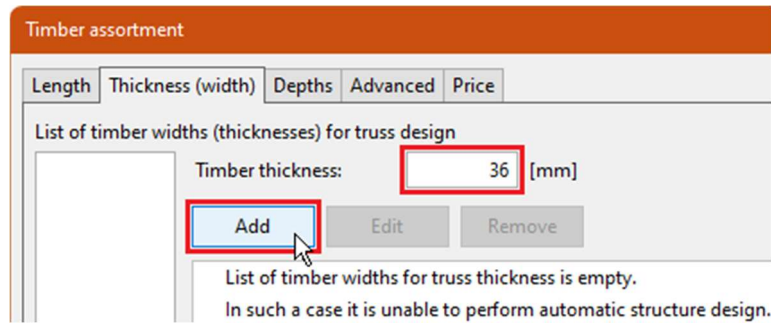 Timber assortment
Length Thickness (width) Depths Advanced Price
List of timber widths (thicknesses) for truss design
Timber thickness: 36 [mm]
Add Edit Remove
List of timber widths for truss thickness is empty.
In such a case it is unable to perform automatic structure design.